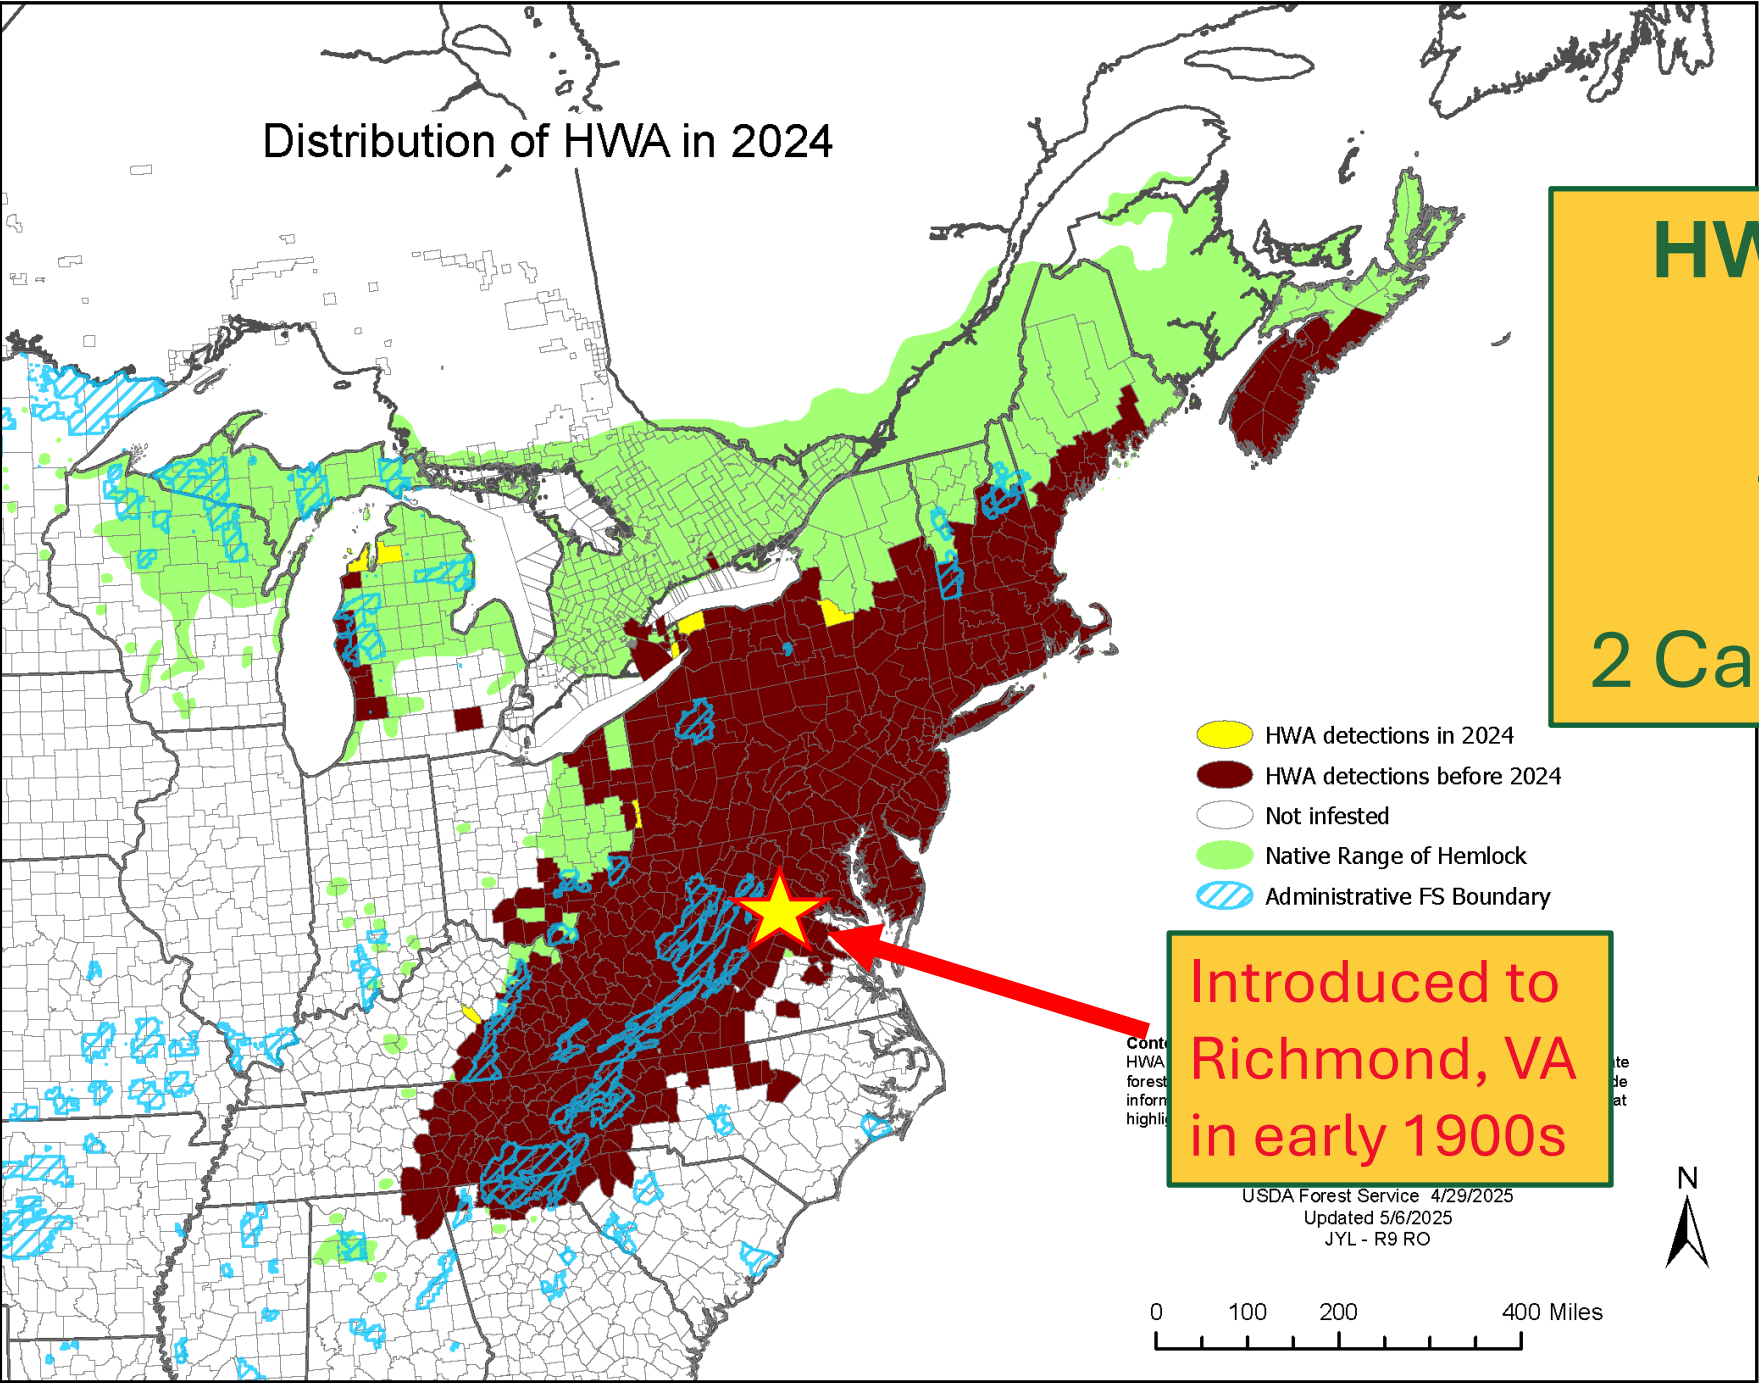 Distribution of HWA in 2024
2 Ca
HWA detections in 2024
HWA detections before 2024
Not infested
Native Range of Hemlock
Administrative FS Boundary
Introduced to
Richmond, VA
in early 1900s
HWA
USDA Forest Service 4/29/2025
Updated 5/6/2025
JYL - R9 RO
N
0 100 200 400 Miles